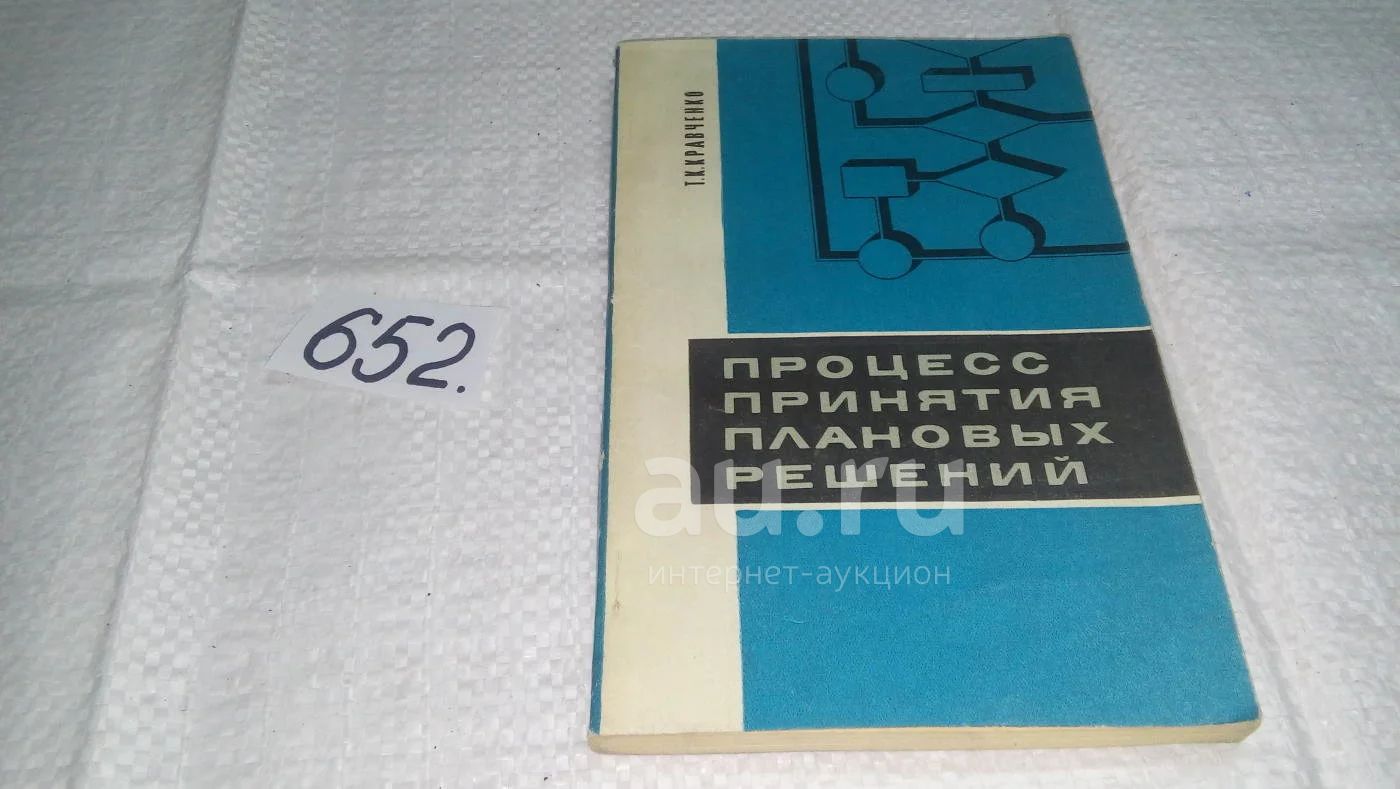 652.
Т.К.КРАВЧЕНКО
ПРОЦЕСС
ПРИНЯТИЯ
ПЛАНОВЫХ
РЕШЕНИЙ
au.ru
интернет-аукцион